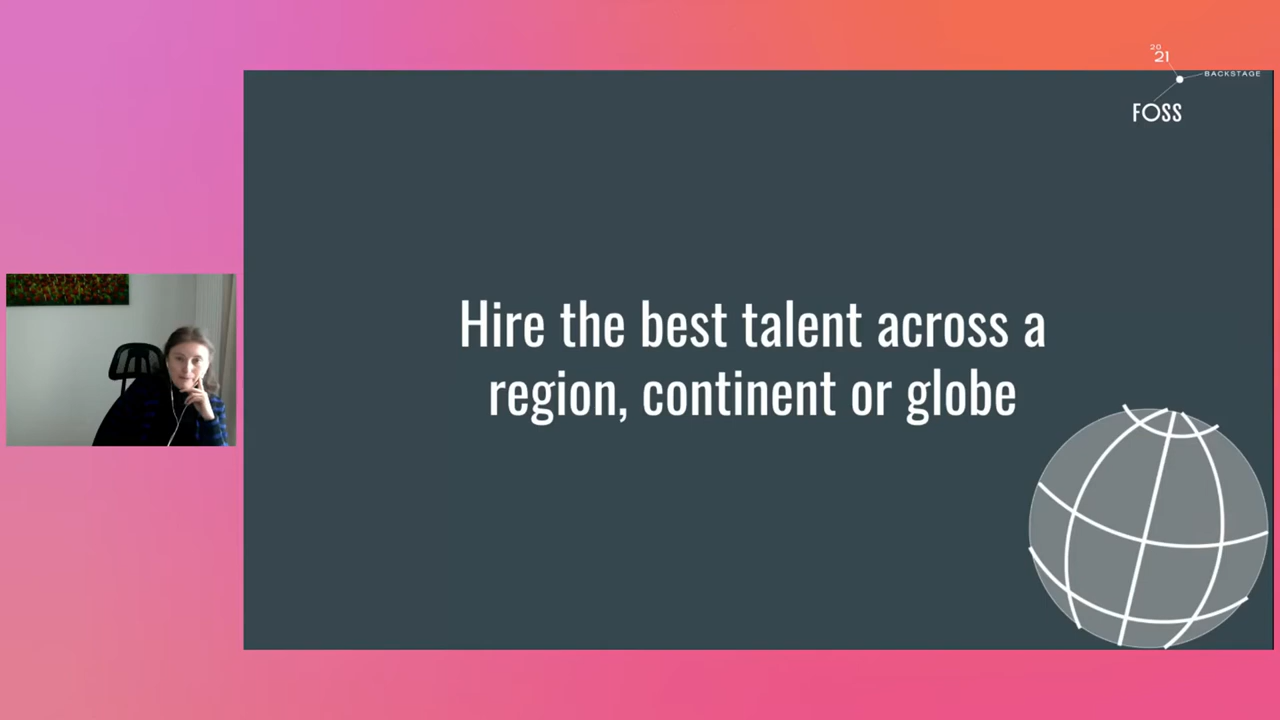 20
21
BACKSTAGE
FOSS
Hire the best talent across a
region, continent or globe